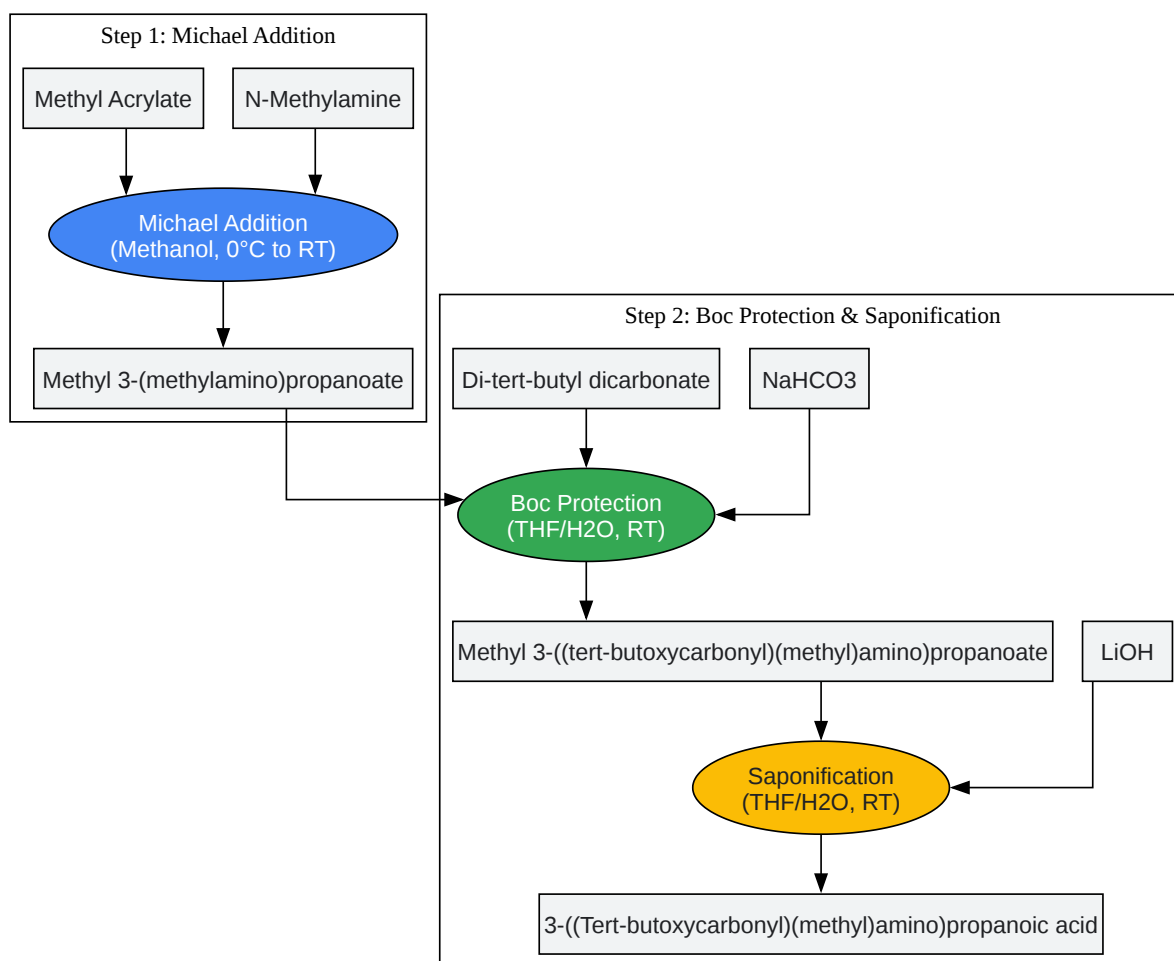 Step 1: Michael Addition
Methyl Acrylate
N-Methylamine
Michael Addition
(Methanol, 0°C to RT)
Methyl 3-(methylamino)propanoate
Step 2: Boc Protection & Saponification
Di-tert-butyl dicarbonate
NaHCO3
Boc Protection
(THF/H2O, RT)
Methyl 3-((tert-butoxycarbonyl)(methyl)amino)propanoate
LiOH
Saponification
(THF/H2O, RT)
3-((Tert-butoxycarbonyl)(methyl)amino)propanoic acid